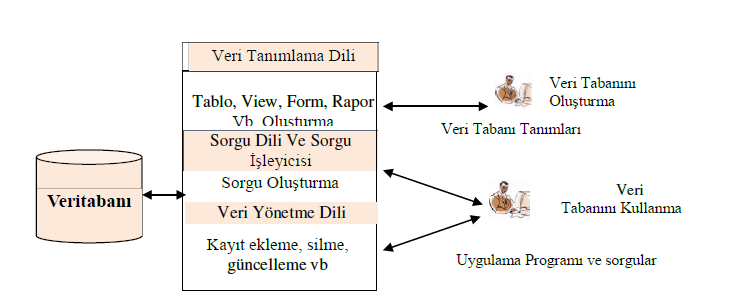 Veri Tanımlama Dili
Tablo, View, Form, Rapor
Vb. Oluşturma
Sorgu Dili Ve Sorgu
İşleyicisi
Sorgu Oluşturma
Veri Yönetme Dili
Kayıt ekleme, silme,
güncelleme vb
Veritabanı
Veri Tabanını
Oluşturma
Veri Tabanı Tanımları
Veri
Tabanını Kullanma
Uygulama Programı ve sorgular